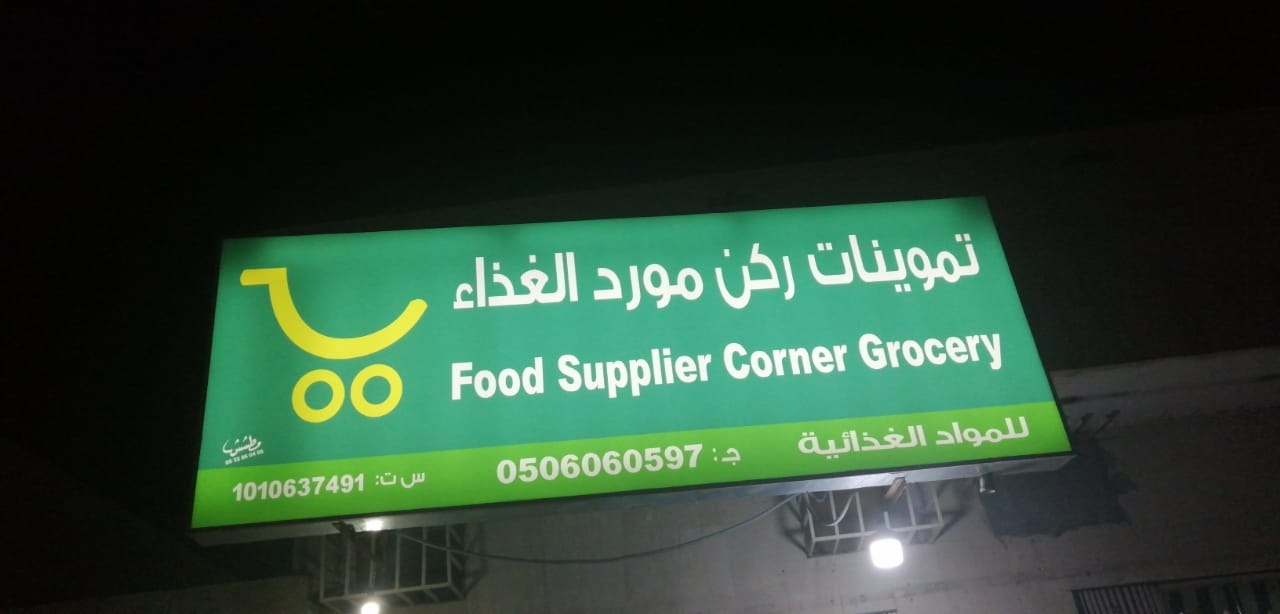 تموينات ركن مورد الغذاء
Food Supplier Corner Grocery
للمواد الغذائية ج: 0506060597 س ت: 1010637491